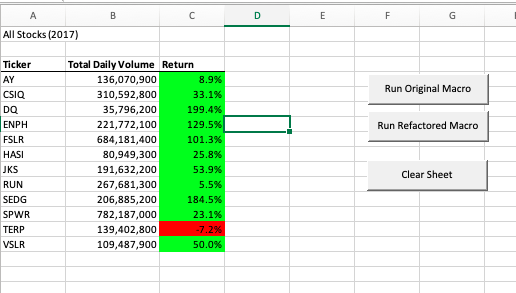 A B C D E F G
All Stocks (2017)
Ticker Total Daily Volume Return
AY 136,070,900 8.9%
CSIQ 310,592,800 33.1%
DQ 35,796,200 199.4%
ENPH 221,772,100 129.5%
FSLR 684,181,400 101.3%
HASI 80,949,300 25.8%
JKS 191,632,200 53.9%
RUN 267,681,300 5.5%
SEDG 206,885,200 184.5%
SPWR 782,187,000 23.1%
TERP 139,402,800 -7.2%
VSLR 109,487,900 50.0%
Run Original Macro
Run Refactored Macro
Clear Sheet